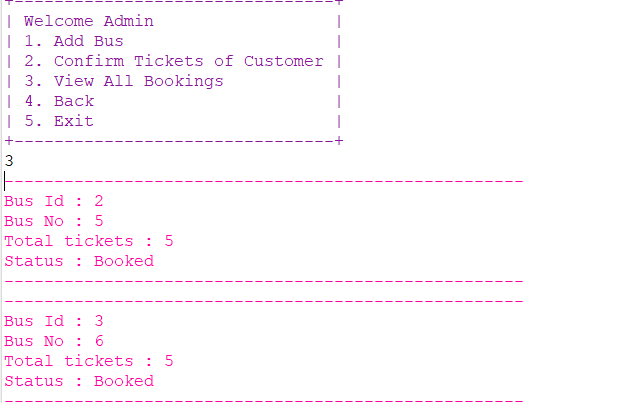 +--------------------------------+
| Welcome Admin                  |
| 1. Add Bus                     |
| 2. Confirm Tickets of Customer |
| 3. View All Bookings           |
| 4. Back                        |
| 5. Exit                        |
+--------------------------------+
3
----------------------------------------------------
Bus Id : 2
Bus No : 5
Total tickets : 5
Status : Booked
----------------------------------------------------
----------------------------------------------------
Bus Id : 3
Bus No : 6
Total tickets : 5
Status : Booked
----------------------------------------------------